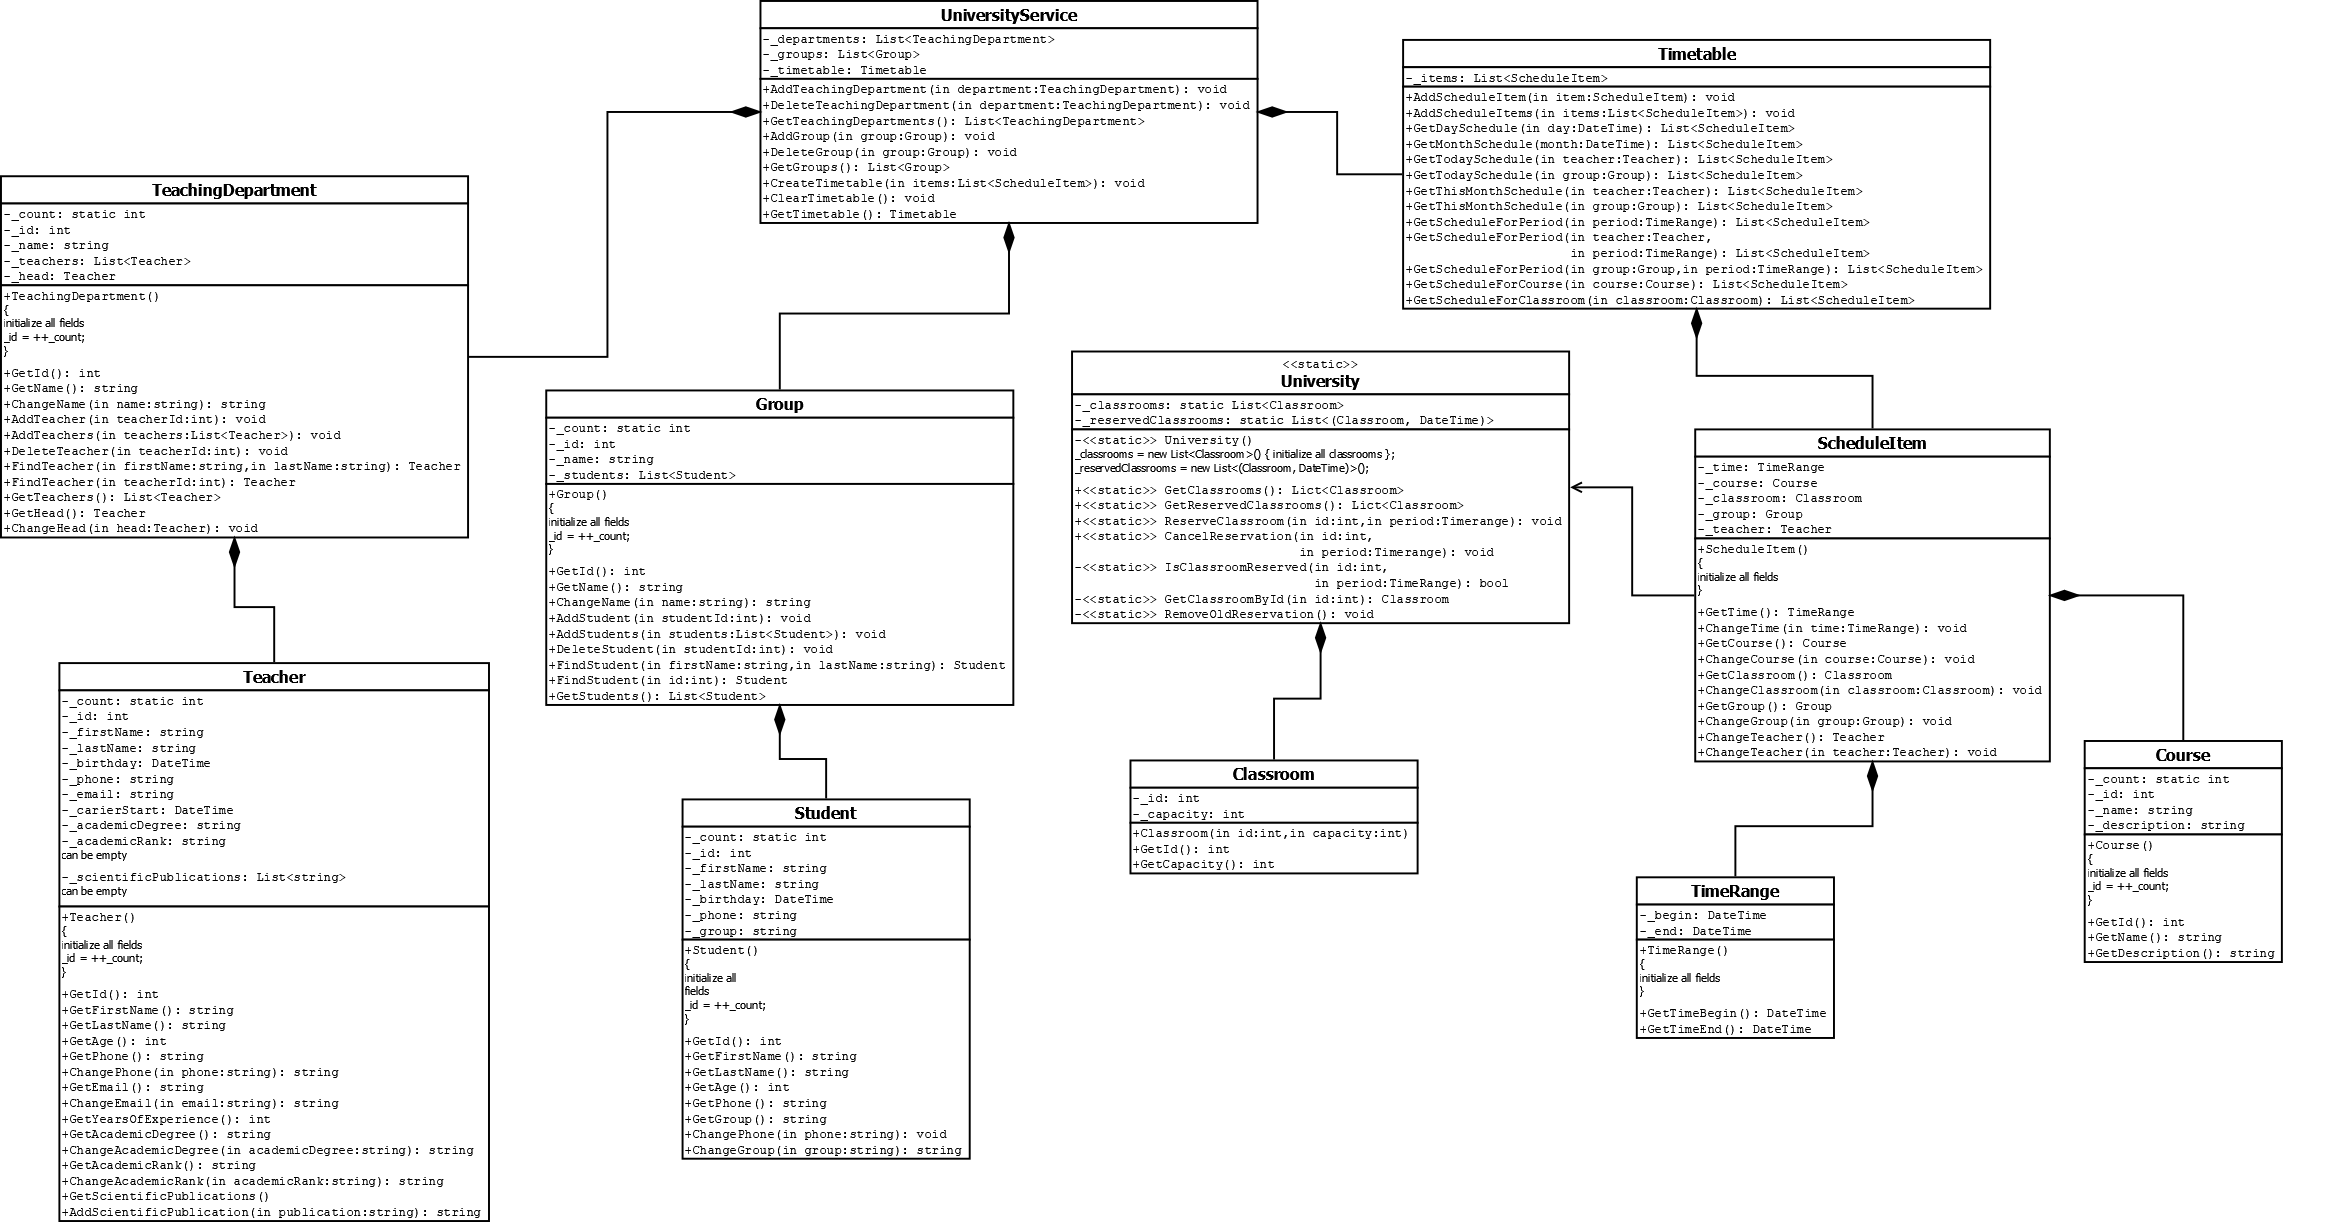 UniversityService
-_departments: List<TeachingDepartment>
-_groups: List<Group>
-_timetable: Timetable
+AddTeachingDepartment(in department:TeachingDepartment): void
+DeleteTeachingDepartment(in department:TeachingDepartment): void
+GetTeachingDepartments(): List<TeachingDepartment>
+AddGroup(in group:Group): void
+DeleteGroup(in group:Group): void
+GetGroups(): List<Group>
+CreateTimetable(in items:List<ScheduleItem>): void
+ClearTimetable(): void
+GetTimetable(): Timetable
Timetable
-_items: List<ScheduleItem>
+AddScheduleItem(in item:ScheduleItem): void
+AddScheduleItems(in items:List<ScheduleItem>): void
+GetDaySchedule(in day:DateTime): List<ScheduleItem>
+GetMonthSchedule(month:DateTime): List<ScheduleItem>
+GetTodaySchedule(in teacher:Teacher): List<ScheduleItem>
+GetTodaySchedule(in group:Group): List<ScheduleItem>
+GetThisMonthSchedule(in teacher:Teacher): List<ScheduleItem>
+GetThisMonthSchedule(in group:Group): List<ScheduleItem>
+GetScheduleForPeriod(in period:TimeRange): List<ScheduleItem>
+GetScheduleForPeriod(in teacher:Teacher,
in period:TimeRange): List<ScheduleItem>
+GetScheduleForPeriod(in group:Group,in period:TimeRange): List<ScheduleItem>
+GetScheduleForCourse(in course:Course): List<ScheduleItem>
+GetScheduleForClassroom(in classroom:Classroom): List<ScheduleItem>
TeachingDepartment
-_count: static int
-_id: int
-_name: string
-_teachers: List<Teacher>
-_head: Teacher
+TeachingDepartment()
{
initialize all fields
_id = ++_count;
}
+GetId(): int
+GetName(): string
+ChangeName(in name:string): string
+AddTeacher(in teacherId:int): void
+AddTeachers(in teachers:List<Teacher>): void
+DeleteTeacher(in teacherId:int): void
+FindTeacher(in firstName:string,in lastName:string): Teacher
+FindTeacher(in teacherId:int): Teacher
+GetTeachers(): List<Teacher>
+GetHead(): Teacher
+ChangeHead(in head:Teacher): void
Group
-_count: static int
-_id: int
-_name: string
-_students: List<Student>
+Group()
{
initialize all fields
_id = ++_count;
}
+GetId(): int
+GetName(): string
+ChangeName(in name:string): string
+AddStudent(in studentId:int): void
+AddStudents(in students:List<Student>): void
+DeleteStudent(in studentId:int): void
+FindStudent(in firstName:string,in lastName:string): Student
+FindStudent(in id:int): Student
+GetStudents(): List<Student>
<<static>>
University
-_classrooms: static List<Classroom>
-_reservedClassrooms: static List<(Classroom, DateTime)>
-<<static>> University()
_classrooms = new List<Classroom>() { initialize all classrooms };
_reservedClassrooms = new List<(Classroom, DateTime)>();
+<<static>> GetClassrooms(): Lict<Classroom>
+<<static>> GetReservedClassrooms(): Lict<Classroom>
+<<static>> ReserveClassroom(in id:int,in period:Timerange): void
+<<static>> CancelReservation(in id:int,
in period:Timerange): void
-<<static>> IsClassroomReserved(in id:int,
in period:TimeRange): bool
-<<static>> GetClassroomById(in id:int): Classroom
-<<static>> RemoveOldReservation(): void
ScheduleItem
-_time: TimeRange
-_course: Course
-_classroom: Classroom
-_group: Group
-_teacher: Teacher
+ScheduleItem()
{
initialize all fields
}
+GetTime(): TimeRange
+ChangeTime(in time:TimeRange): void
+GetCourse(): Course
+ChangeCourse(in course:Course): void
+GetClassroom(): Classroom
+ChangeClassroom(in classroom:Classroom): void
+GetGroup(): Group
+ChangeGroup(in group:Group): void
+ChangeTeacher(): Teacher
+ChangeTeacher(in teacher:Teacher): void
Teacher
-_count: static int
-_id: int
-_firstName: string
-_lastName: string
-_birthday: DateTime
-_phone: string
-_email: string
-_carierStart: DateTime
-_academicDegree: string
-_academicRank: string
can be empty
-_scientificPublications: List<string>
can be empty
+Teacher()
{
initialize all fields
_id = ++_count;
}
+GetId(): int
+GetFirstName(): string
+GetLastName(): string
+GetAge(): int
+GetPhone(): string
+ChangePhone(in phone:string): string
+GetEmail(): string
+ChangeEmail(in email:string): string
+GetYearsOfExperience(): int
+GetAcademicDegree(): string
+ChangeAcademicDegree(in academicDegree:string): string
+GetAcademicRank(): string
+ChangeAcademicRank(in academicRank:string): string
+GetScientificPublications()
+AddScientificPublication(in publication:string): string
Student
-_count: static int
-_id: int
-_firstName: string
-_lastName: string
-_birthday: DateTime
-_phone: string
-_group: string
+Student()
{
initialize all
fields
_id = ++_count;
}
+GetId(): int
+GetFirstName(): string
+GetLastName(): string
+GetAge(): int
+GetPhone(): string
+GetGroup(): string
+ChangePhone(in phone:string): void
+ChangeGroup(in group:string): string
Classroom
-_id: int
-_capacity: int
+Classroom(in id:int,in capacity:int)
+GetId(): int
+GetCapacity(): int
TimeRange
-_begin: DateTime
-_end: DateTime
+TimeRange()
{
initialize all fields
}
+GetTimeBegin(): DateTime
+GetTimeEnd(): DateTime
Course
-_count: static int
-_id: int
-_name: string
-_description: string
+Course()
{
initialize all fields
_id = ++_count;
}
+GetId(): int
+GetName(): string
+GetDescription(): string